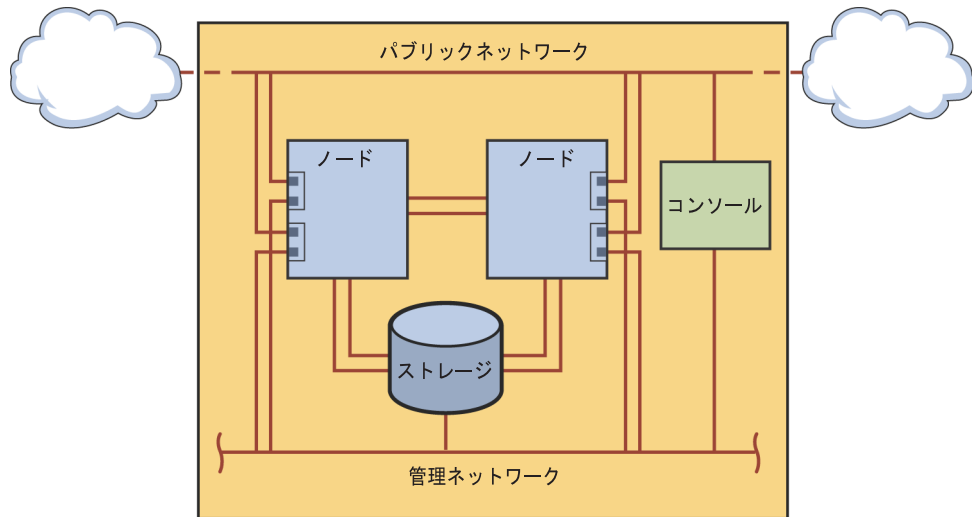 パブリックネットワーク
ノード
ノード
コンソール
ストレージ
管理ネットワーク